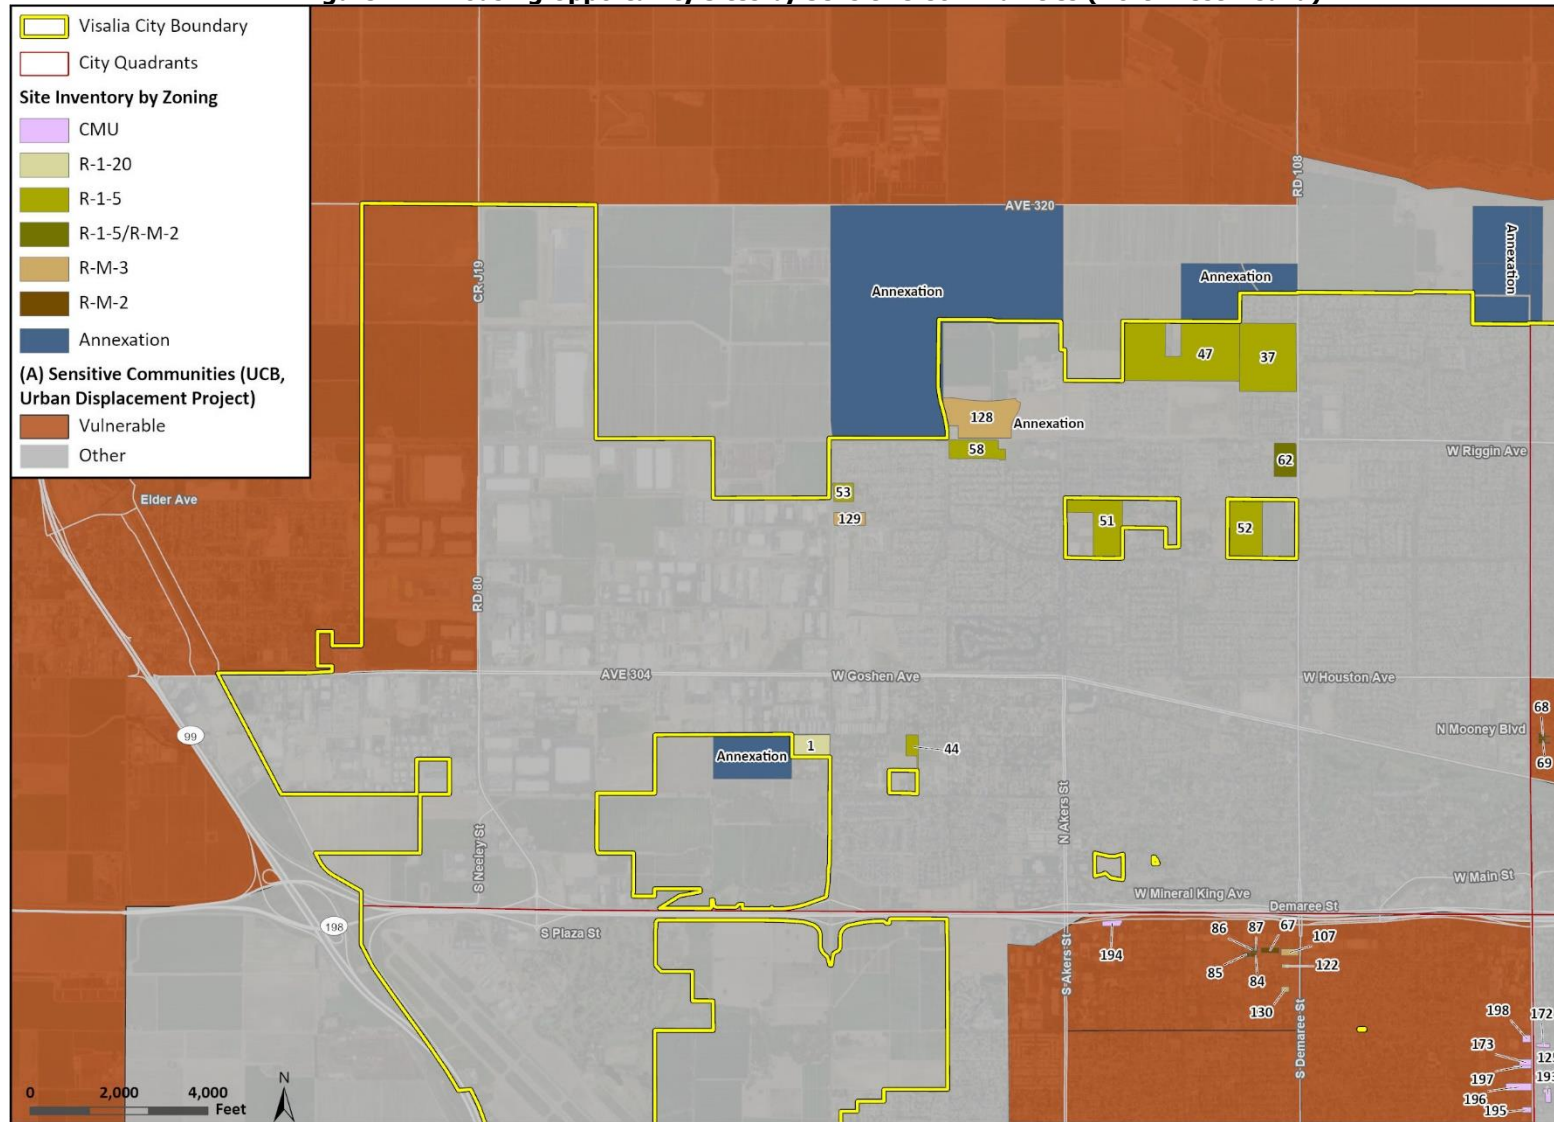 Visalia City Boundary
City Quadrants
Site Inventory by Zoning
CMU
R-1-20
R-1-5
R-1-5/R-M-2
R-M-3
R-M-2
Annexation
(A) Sensitive Communities (UCB,
Urban Displacement Project)
Vulnerable
Other
RD 108
AVE 320
Annexation
Annexation
Annexation
CR J19
47
37
128
Annexation
58
W Riggin Ave
62
Elder Ave
53
129
51
52
RD 80
AVE 304
W Goshen Ave
W Houston Ave
68
N Mooney Blvd
69
99
Annexation
1
44
N Akers St
S Neeley St
W Main St
W Mineral King Ave
Demaree St
198
S Plaza St
194
86
87
67
107
85
84
122
130
S Akers St
S Demaree St
198
172
173
125
197
193
196
195
0
2,000
4,000
Feet
N